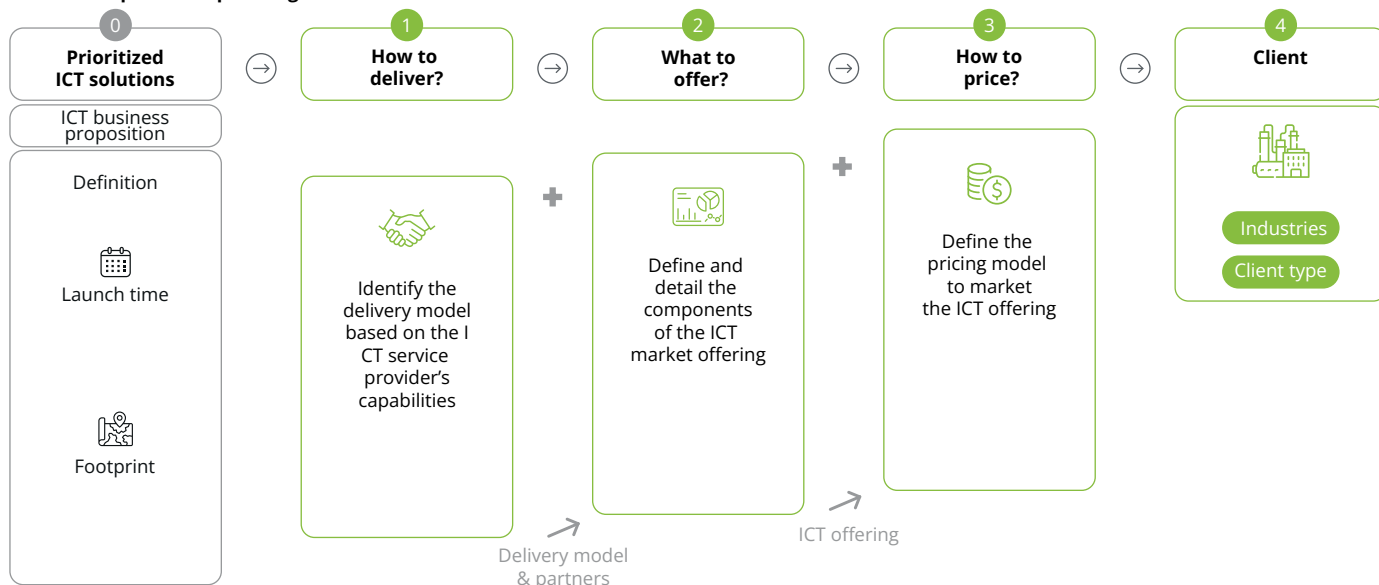 0
Prioritized
ICT solutions
ICT business
proposition
Definition
Launch time
Footprint
1
How to
deliver?
Identify the
delivery model
based on the I
CT service
provider's
capabilities
Delivery model
& partners
2
What to
offer?
Define and
detail the
components
of the ICT
market offering
ICT offering
3
How to
price?
Define the
pricing model
to market
the ICT offering
4
Client
Industries
Client type